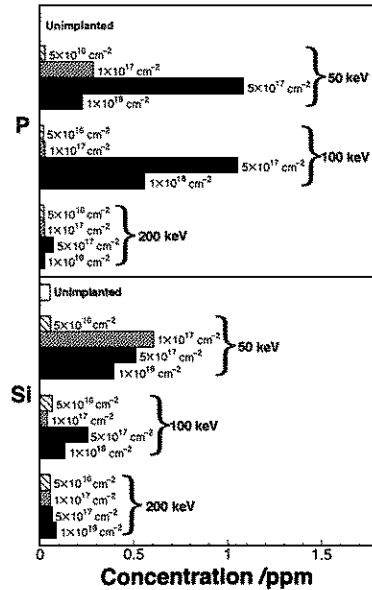 Unimplanted
5×10¹⁶ cm⁻²
1×10¹⁷ cm⁻²
5×10¹⁷ cm⁻²
1×10¹⁸ cm⁻²
50 keV
P
5×10¹⁶ cm⁻²
1×10¹⁷ cm⁻²
5×10¹⁷ cm⁻²
1×10¹⁸ cm⁻²
100 keV
5×10¹⁶ cm⁻²
1×10¹⁷ cm⁻²
5×10¹⁷ cm⁻²
1×10¹⁸ cm⁻²
200 keV
Unimplanted
5×10¹⁶ cm⁻²
1×10¹⁷ cm⁻²
5×10¹⁷ cm⁻²
1×10¹⁸ cm⁻²
50 keV
Si
5×10¹⁶ cm⁻²
1×10¹⁷ cm⁻²
5×10¹⁷ cm⁻²
1×10¹⁸ cm⁻²
100 keV
5×10¹⁶ cm⁻²
1×10¹⁷ cm⁻²
5×10¹⁷ cm⁻²
1×10¹⁸ cm⁻²
200 keV
0 0.5 1 1.5
Concentration /ppm